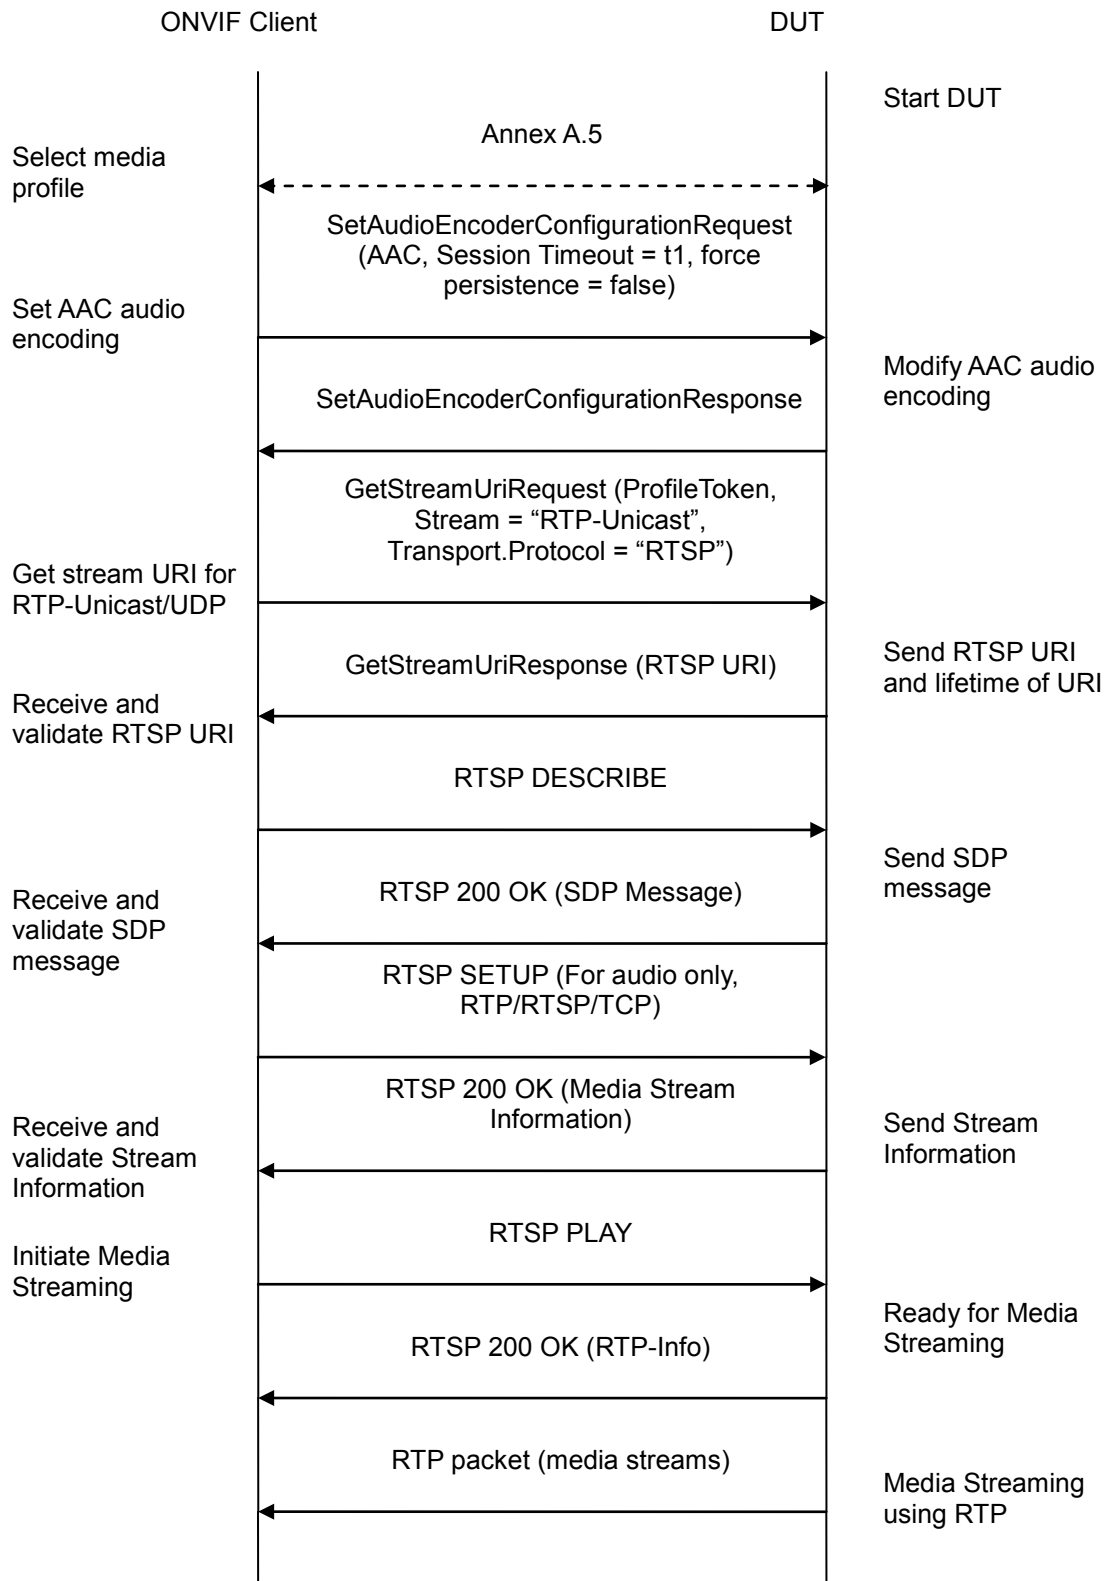 ONVIF Client
DUT
Start DUT
Annex A.5
Select media
profile
SetAudioEncoderConfigurationRequest
(AAC, Session Timeout = t1, force
persistence = false)
Set AAC audio
encoding
Modify AAC audio
encoding
SetAudioEncoderConfigurationResponse
GetStreamUriRequest (ProfileToken,
Stream = “RTP-Unicast”,
Transport.Protocol = “RTSP”)
Get stream URI for
RTP-Unicast/UDP
GetStreamUriResponse (RTSP URI)
Send RTSP URI
and lifetime of URI
Receive and
validate RTSP URI
RTSP DESCRIBE
Send SDP
message
RTSP 200 OK (SDP Message)
Receive and
validate SDP
message
RTSP SETUP (For audio only,
RTP/RTSP/TCP)
RTSP 200 OK (Media Stream
Information)
Send Stream
Information
Receive and
validate Stream
Information
RTSP PLAY
Initiate Media
Streaming
Ready for Media
Streaming
RTSP 200 OK (RTP-Info)
RTP packet (media streams)
Media Streaming
using RTP